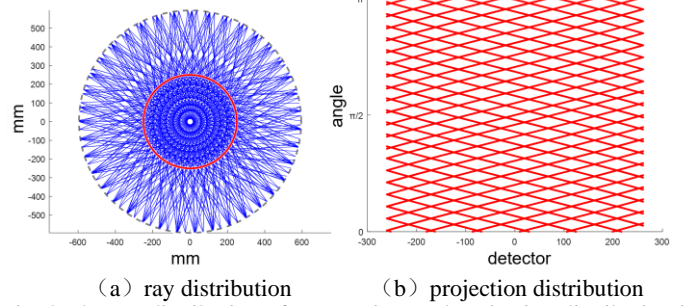 600
500
400
300
200
100
0
-100
-200
-300
-400
-500
mm
-600 -400 -200 0 200 400 600
mm
π
π/2
0
angle
-300 -200 -100 0 100 200 300
detector
（a）ray distribution
（b）projection distribution